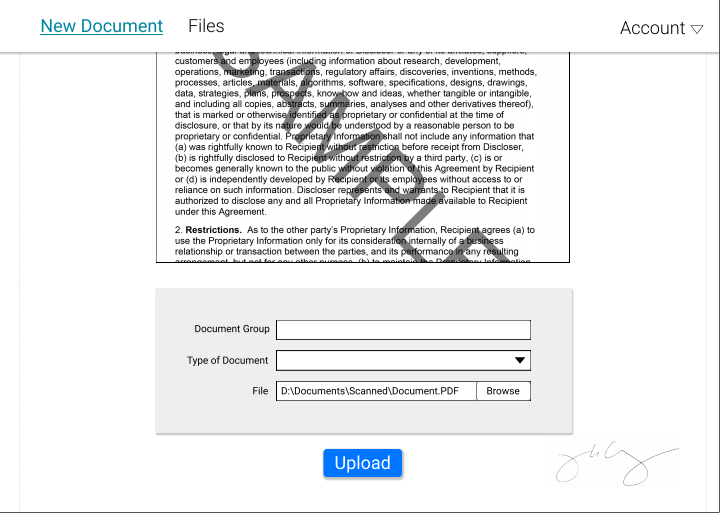 New Document Files Account
customers and employees (including information about research, development,
operations, marketing, transactions, regulatory affairs, discoveries, inventions, methods,
processes, articles, materials, algorithms, software, specifications, designs, drawings,
data, strategies, plans, prospects, know-how and ideas, whether tangible or intangible,
and including all copies, abstracts, summaries, analyses and other derivatives thereof),
that is marked or otherwise identified as proprietary or confidential at the time of
disclosure, or that by its nature would be understood by a reasonable person to be
proprietary or confidential. Proprietary Information shall not include any information that
(a) was rightfully known to Recipient without restriction before receipt from Discloser,
(b) is rightfully disclosed to Recipient without restriction by a third party, (c) is or
becomes generally known to the public without violation of this Agreement by Recipient
or (d) is independently developed by Recipient or its employees without access to or
reliance on such information. Discloser represents and warrants to Recipient that it is
authorized to disclose any and all Proprietary Information made available to Recipient
under this Agreement.
2. Restrictions. As to the other party's Proprietary Information, Recipient agrees (a) to
use the Proprietary Information only for its consideration internally of a business
relationship or transaction between the parties, and its performance in any resulting
arrangement, but not for any other purpose, (b) to maintain the Proprietary Information
SAMPLE
Document Group
Type of Document
File D:\Documents\Scanned\Document.PDF Browse
Upload